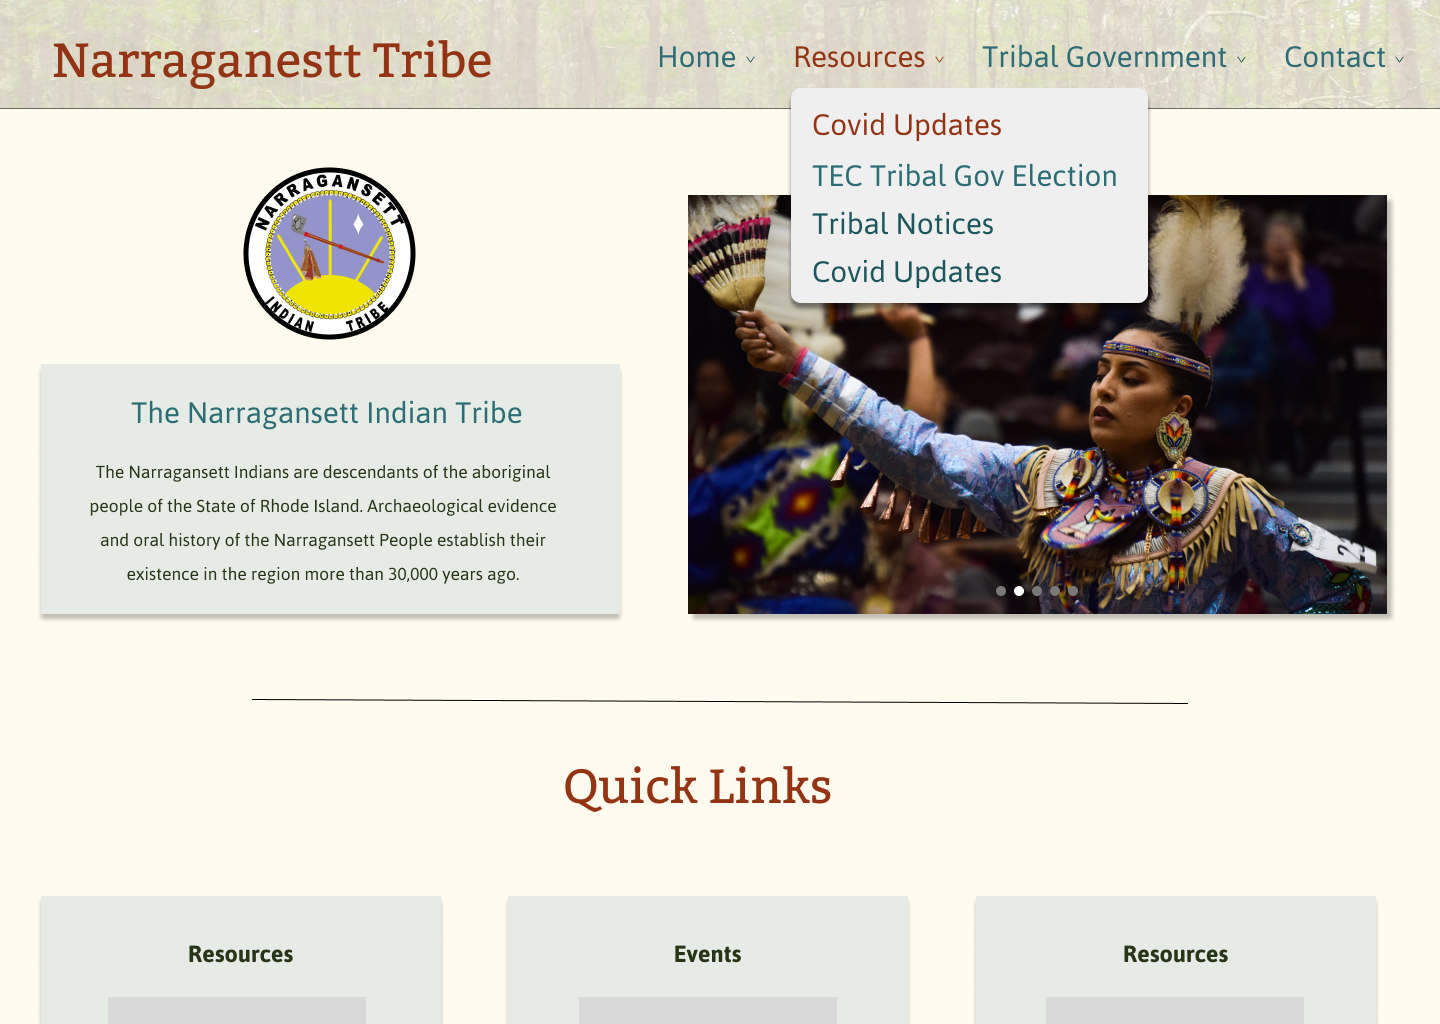 Narraganestt Tribe
Home
Resources
Tribal Government
Contact
Covid Updates
TEC Tribal Gov Election
Tribal Notices
Covid Updates
NARRAGANSETT
INDIAN TRIBE
The Narragansett Indian Tribe
The Narragansett Indians are descendants of the aboriginal
people of the State of Rhode Island. Archaeological evidence
and oral history of the Narragansett People establish their
existence in the region more than 30,000 years ago.
Quick Links
Resources
Events
Resources